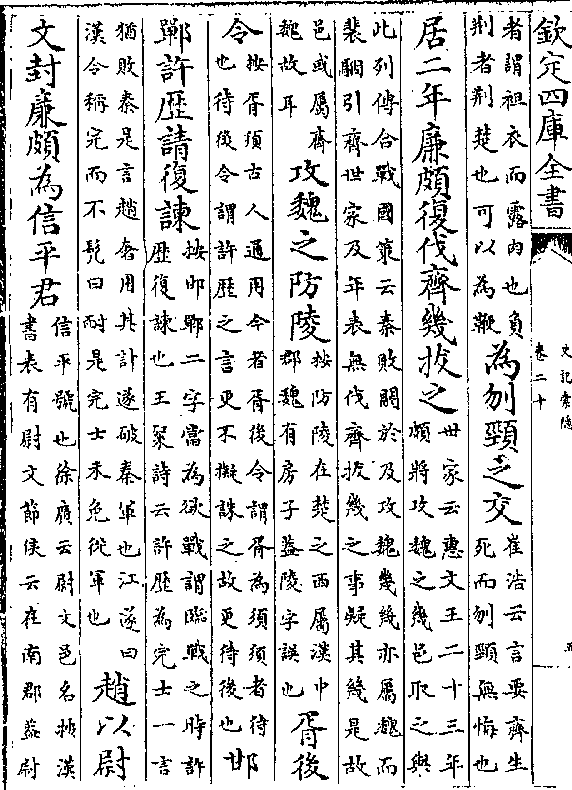 欽定四庫全書
史記索隱
卷二十
者謂袒衣而露肉也負
荆者荆楚也可以為鞭
為刎頸之交
崔浩云言要齊生
死而刎頸無悔也
居二年亷頗復伐齊幾拔之
世家云惠文王二十三年
頗將攻魏之幾邑取之與
此列傳合戰國策云秦敗閼於及攻魏幾幾亦屬魏而
裴駰引齊世家及年表無伐齊拔幾之事疑其幾是故
邑或屬齊
魏故耳
攻魏之防陵
按防陵在楚之西屬漢中
郡魏有房子葢陵字誤也
胥後
令
按胥須古人通用今者胥後令謂胥為須須者待
也待後令謂許歴之言更不擬誅之故更待後也
邯
鄲許歴請復諌
按邯鄲二字當為欲戰謂臨戰之時許
歴復諌也王粲詩云許歴為完士一言
猶敗秦是言趙奢用其計遂破秦軍也江遂曰
漢令稱完而不髠曰耐是完士未免從軍也
趙以尉
文封亷頗為信平君
信平號也徐廣云尉文邑名按漢
書表有尉文節侯云在南郡葢尉